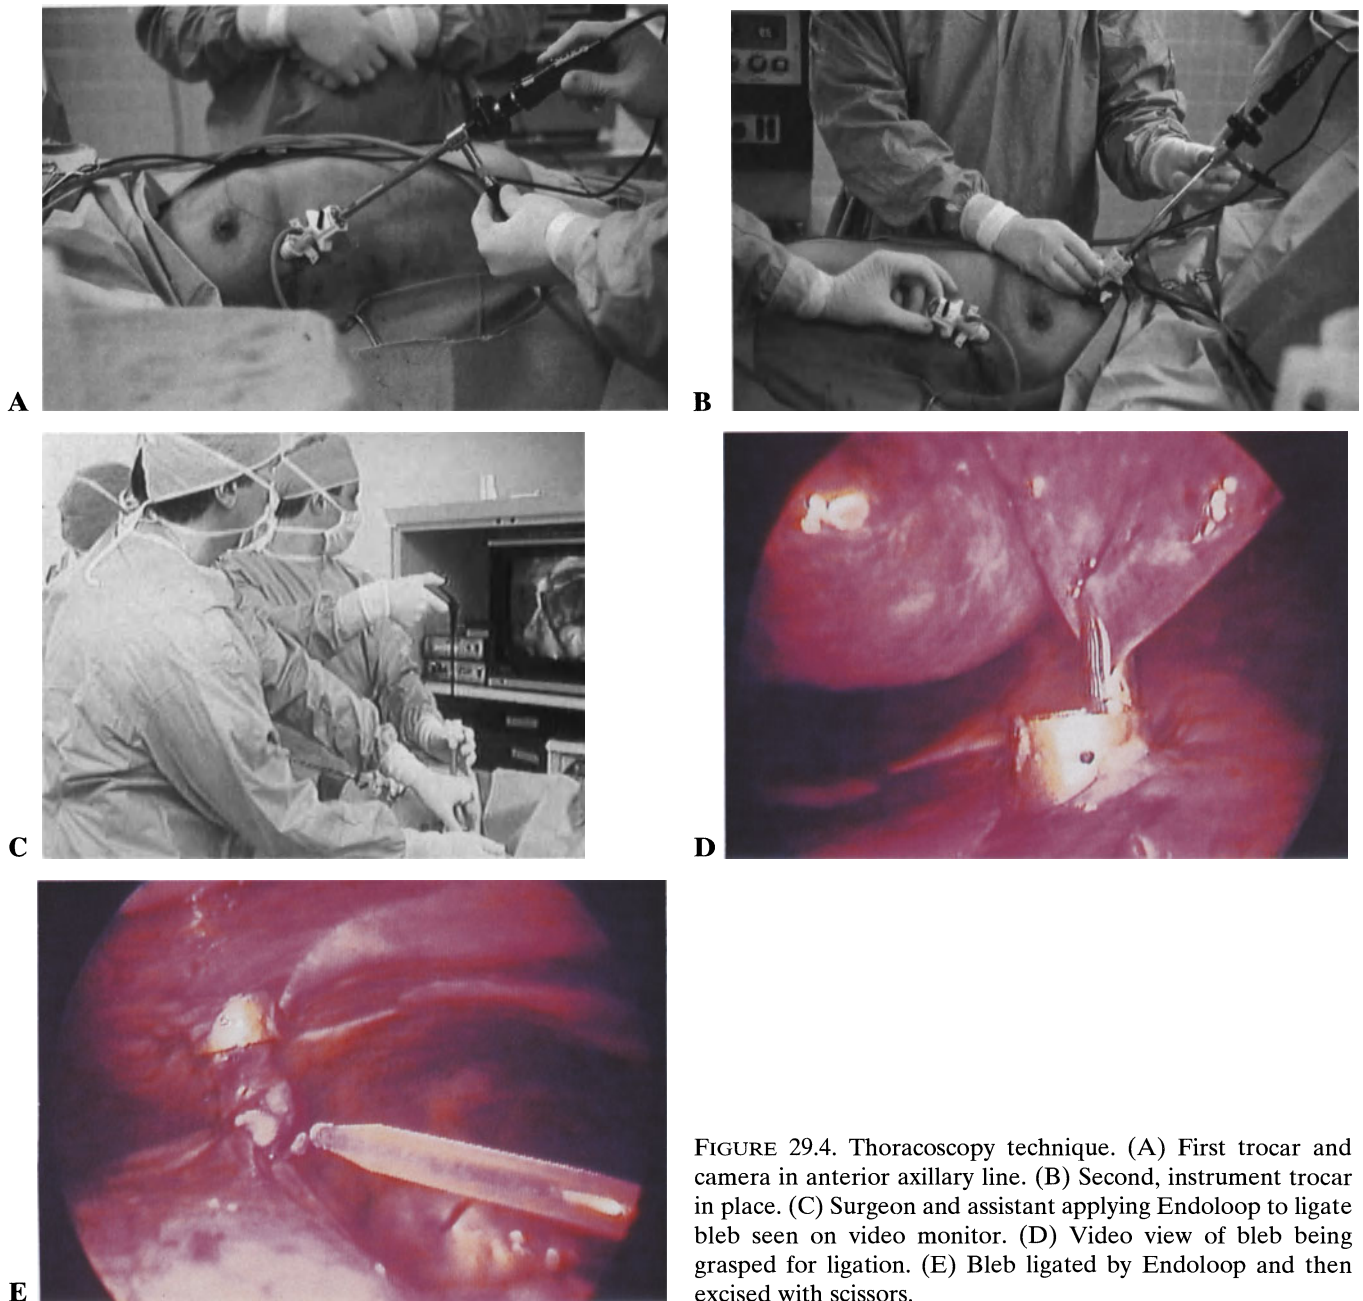 A
B
C
D
E
FIGURE 29.4. Thoracoscopy technique. (A) First trocar and
camera in anterior axillary line. (B) Second, instrument trocar
in place. (C) Surgeon and assistant applying Endoloop to ligate
bleb seen on video monitor. (D) Video view of bleb being
grasped for ligation. (E) Bleb ligated by Endoloop and then
excised with scissors.